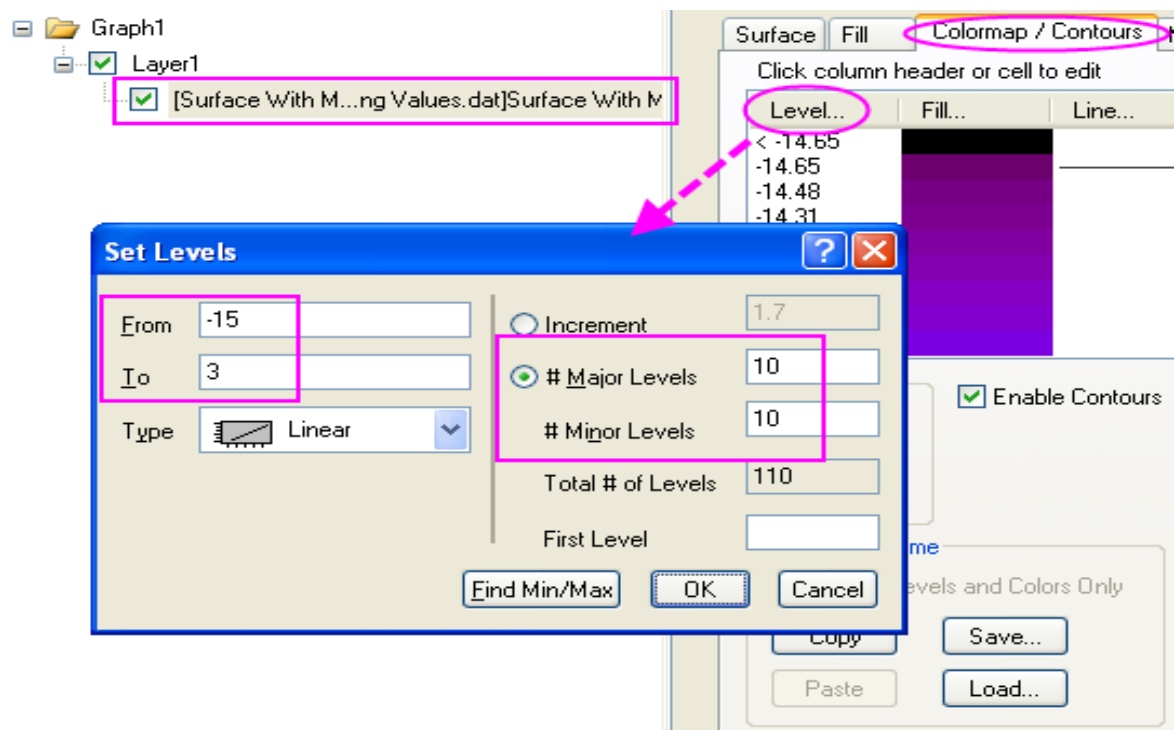 Graph1
Layer1
[Surface With M...ng Values.dat]Surface With M
Surface Fill Colormap / Contours
Click column header or cell to edit
Level... Fill... Line...
< -14.65
-14.65
-14.48
-14.31
Set Levels
From -15
To 3
Type Linear
Increment 1.7
# Major Levels 10
# Minor Levels 10
Total # of Levels 110
First Level
Find Min/Max OK Cancel
Enable Contours
me
evels and Colors Only
Copy Save...
Paste Load...